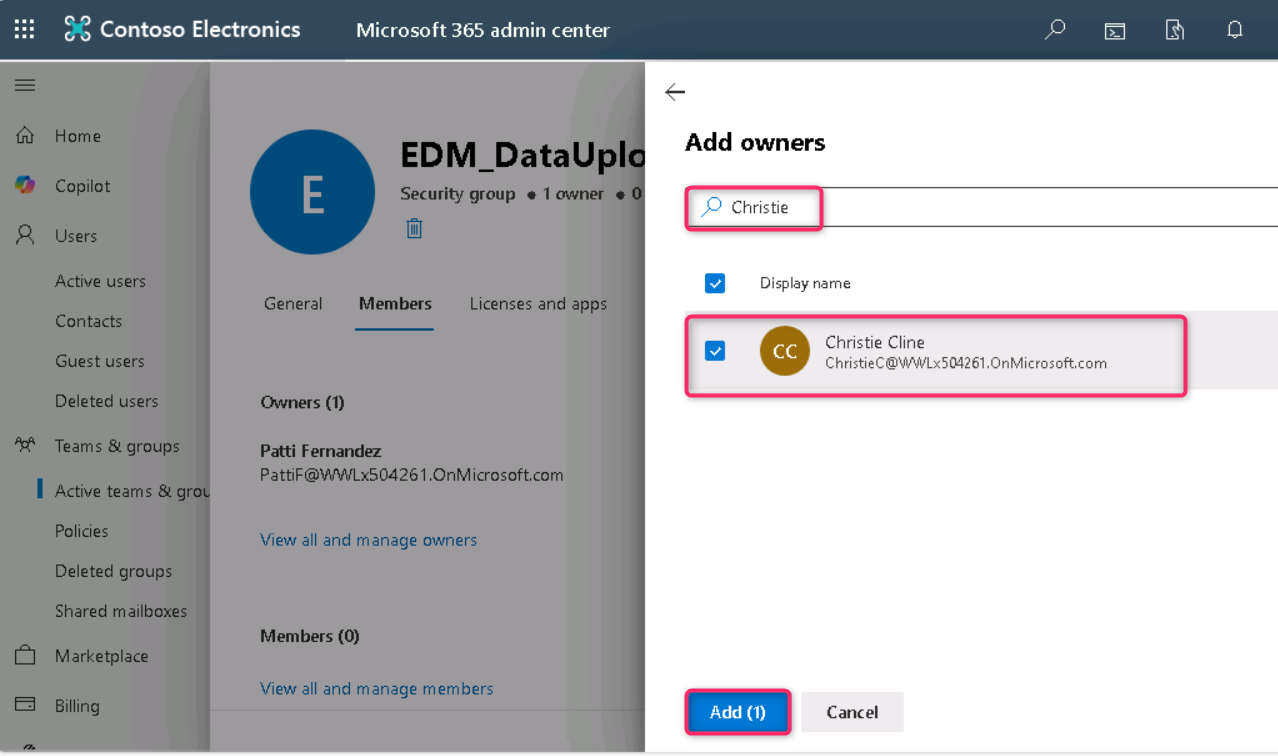 Contoso Electronics
Microsoft 365 admin center
Home
Copilot
Users
Active users
Contacts
Guest users
Deleted users
Teams & groups
Active teams & grou
Policies
Deleted groups
Shared mailboxes
Marketplace
Billing
E
EDM_DataUplo
Security group ● 1 owner ● 0
General Members Licenses and apps
Owners (1)
Patti Fernandez
PattiF@WWLx504261.OnMicrosoft.com
View all and manage owners
Members (0)
View all and manage members
Add owners
Christie
Display name
CC
Christie Cline
ChristieC@WWLx504261.OnMicrosoft.com
Add (1) Cancel